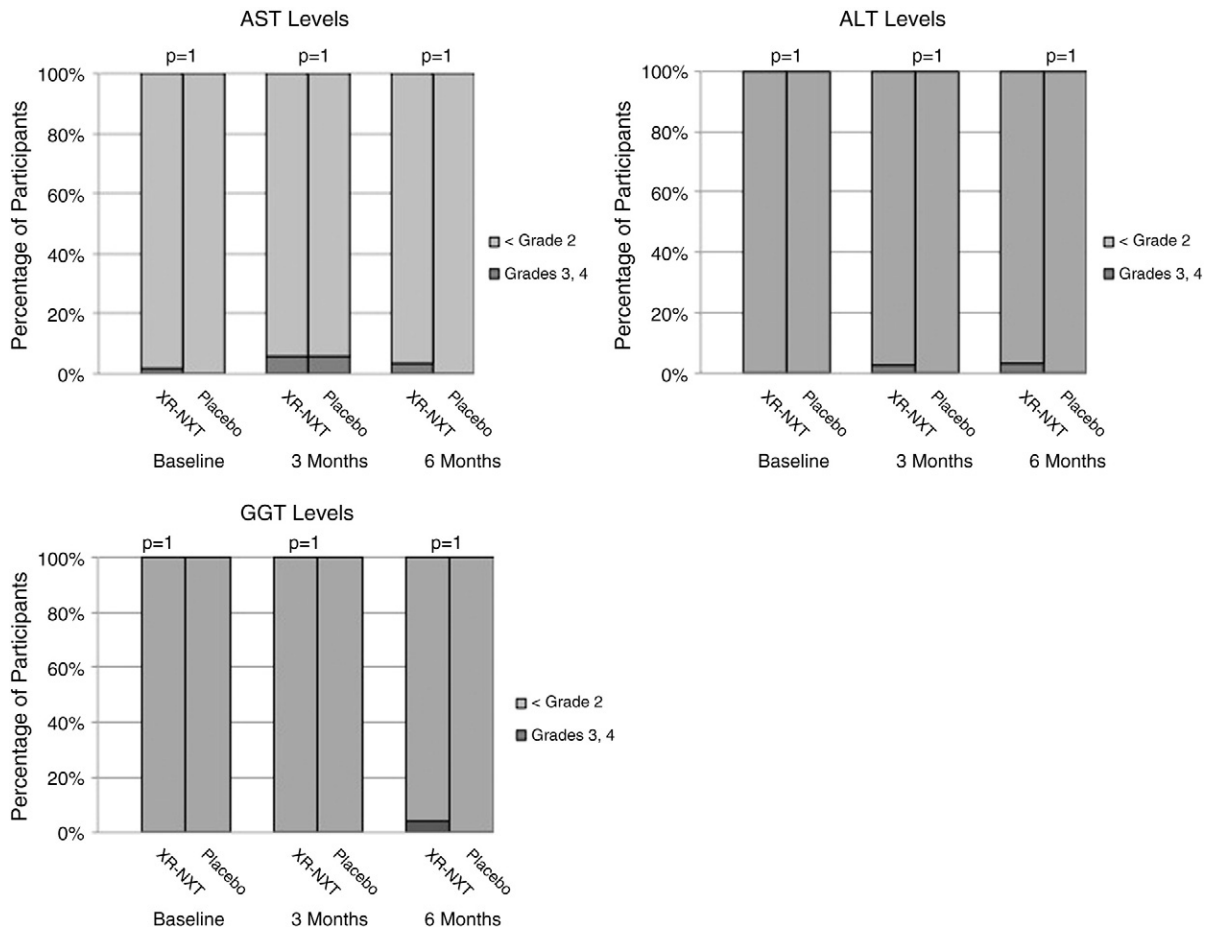 AST Levels
p=1 p=1 p=1
Percentage of Participants
100%
80%
60%
40%
20%
0%
< Grade 2
Grades 3, 4
XR-NXT Placebo XR-NXT Placebo XR-NXT Placebo
Baseline 3 Months 6 Months
ALT Levels
p=1 p=1 p=1
Percentage of Participants
100%
80%
60%
40%
20%
0%
< Grade 2
Grades 3, 4
XR-NXT Placebo XR-NXT Placebo XR-NXT Placebo
Baseline 3 Months 6 Months
GGT Levels
p=1 p=1 p=1
Percentage of Participants
100%
80%
60%
40%
20%
0%
< Grade 2
Grades 3, 4
XR-NXT Placebo XR-NXT Placebo XR-NXT Placebo
Baseline 3 Months 6 Months